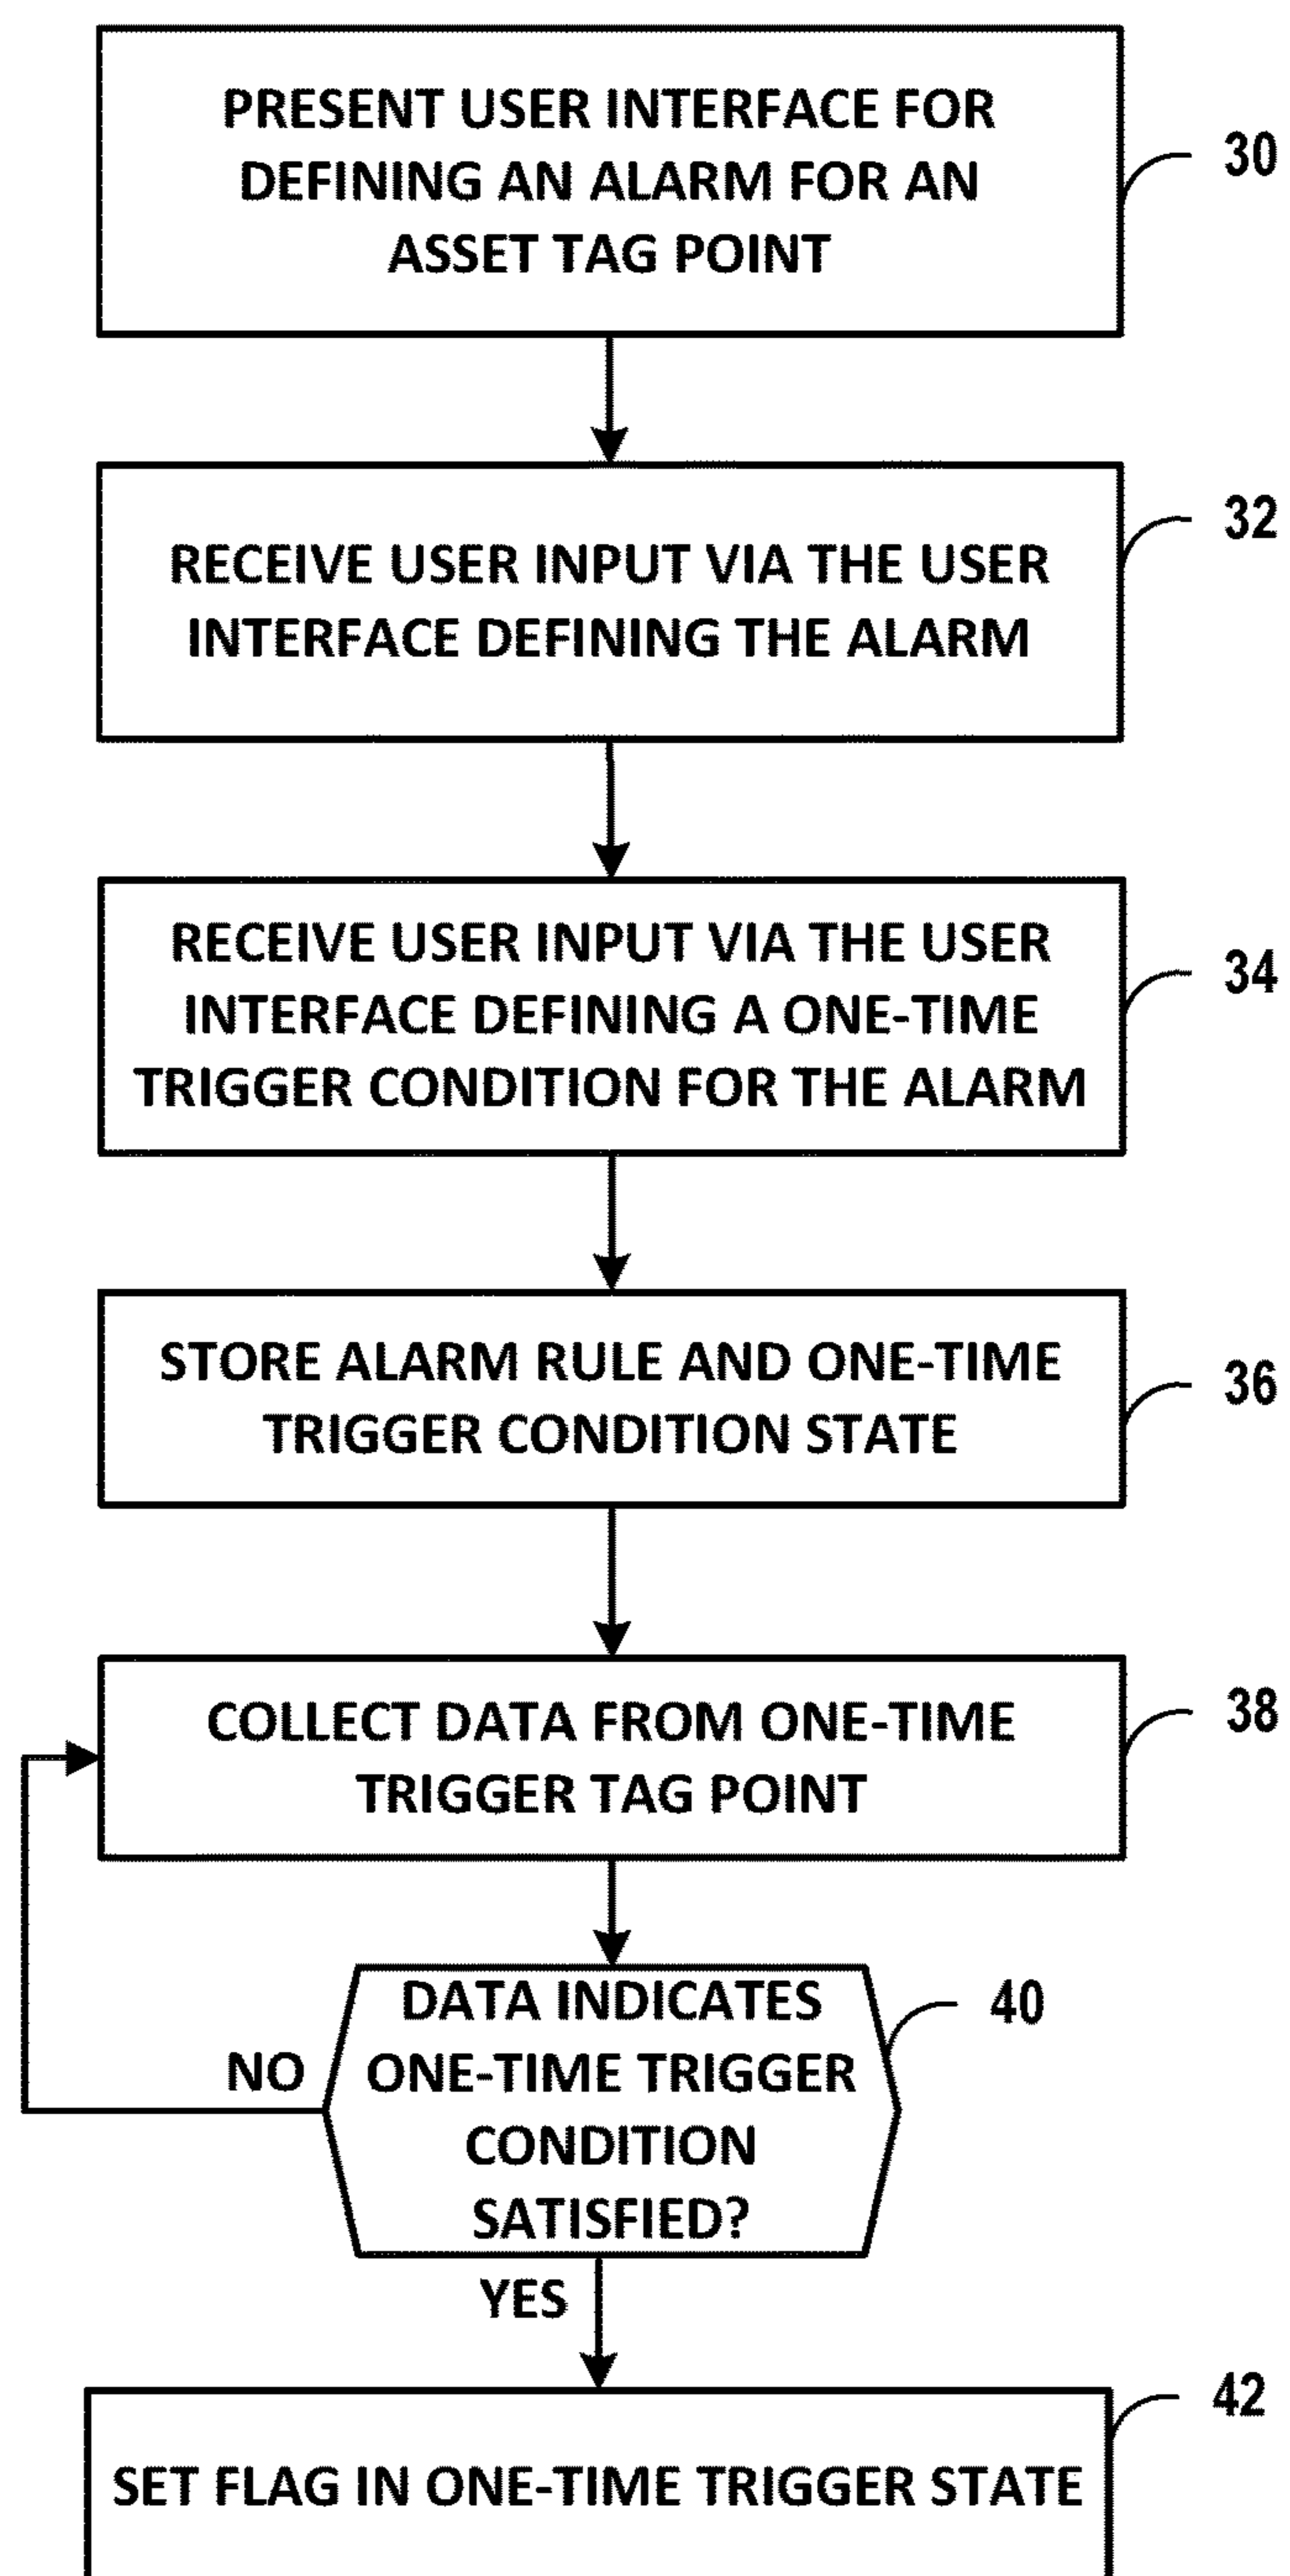 PRESENT USER INTERFACE FOR
DEFINING AN ALARM FOR AN
ASSET TAG POINT
30
RECEIVE USER INPUT VIA THE USER
INTERFACE DEFINING THE ALARM
32
RECEIVE USER INPUT VIA THE USER
INTERFACE DEFINING A ONE-TIME
TRIGGER CONDITION FOR THE ALARM
34
STORE ALARM RULE AND ONE-TIME
TRIGGER CONDITION STATE
36
COLLECT DATA FROM ONE-TIME
TRIGGER TAG POINT
38
DATA INDICATES
ONE-TIME TRIGGER
CONDITION
SATISFIED?
40
NO
YES
SET FLAG IN ONE-TIME TRIGGER STATE
42